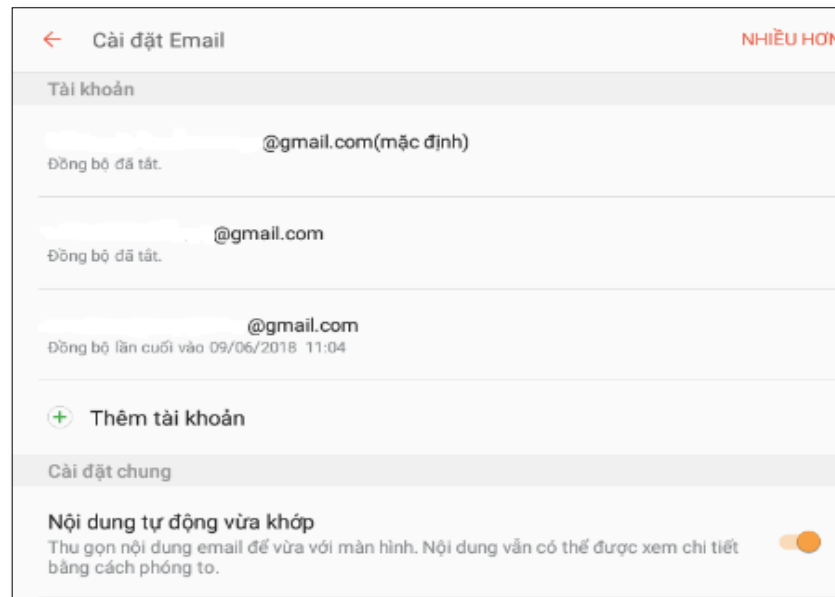 Cài đặt Email
NHIỀU HƠN
Tài khoản
@gmail.com(mặc định)
Đồng bộ đã tắt.
@gmail.com
Đồng bộ đã tắt.
@gmail.com
Đồng bộ lần cuối vào 09/06/2018 11:04
Thêm tài khoản
Cài đặt chung
Nội dung tự động vừa khớp
Thu gọn nội dung email để vừa với màn hình. Nội dung vẫn có thể được xem chi tiết
bằng cách phóng to.